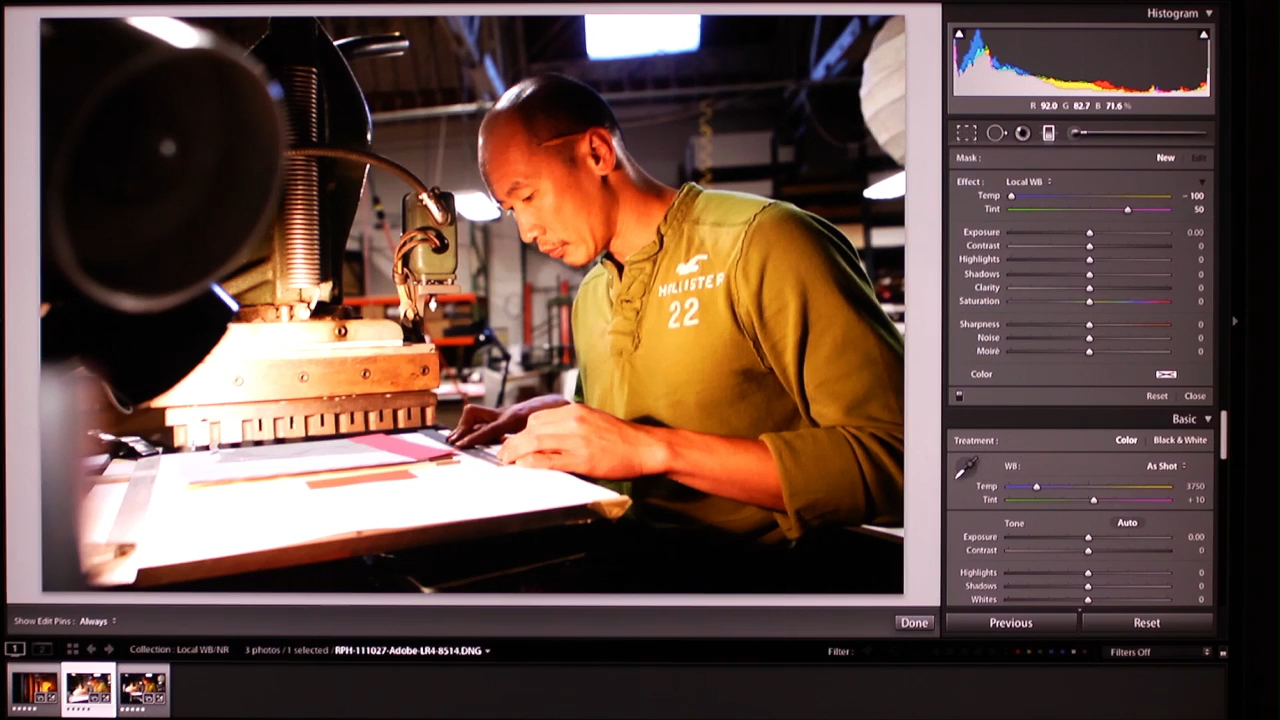 Histogram
R 92.0 G 82.7 B 71.6 %
Mask : New Edit
Effect : Local WB
Temp - 100
Tint 50
Exposure 0.00
Contrast 0
Highlights 0
Shadows 0
Clarity 0
Saturation 0
Sharpness 0
Noise 0
Moiré 0
Color
Reset Close
Basic
Treatment : Color Black & White
WB : As Shot
Temp 3750
Tint + 10
Tone Auto
Exposure 0.00
Contrast 0
Highlights 0
Shadows 0
Whites 0
HOLLISTER
22
Show Edit Pins : Always
Done
Previous Reset
1 2 Collection : Local WB/NR 3 photos / 1 selected / RPH-111027-Adobe-LR4-8514.DNG Filter : Filters Off